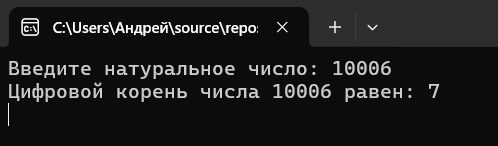 C:\Users\Андрей\source\repo
Введите натуральное число: 10006
Цифровой корень числа 10006 равен: 7